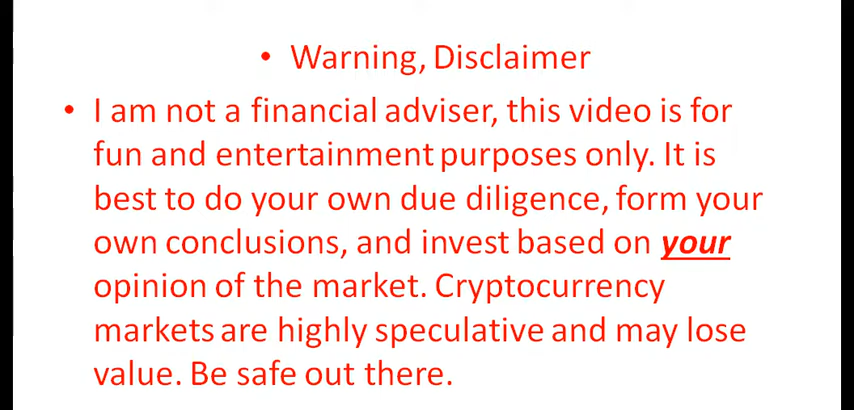 • Warning, Disclaimer
• I am not a financial adviser, this video is for
fun and entertainment purposes only. It is
best to do your own due diligence, form your
own conclusions, and invest based on your
opinion of the market. Cryptocurrency
markets are highly speculative and may lose
value. Be safe out there.